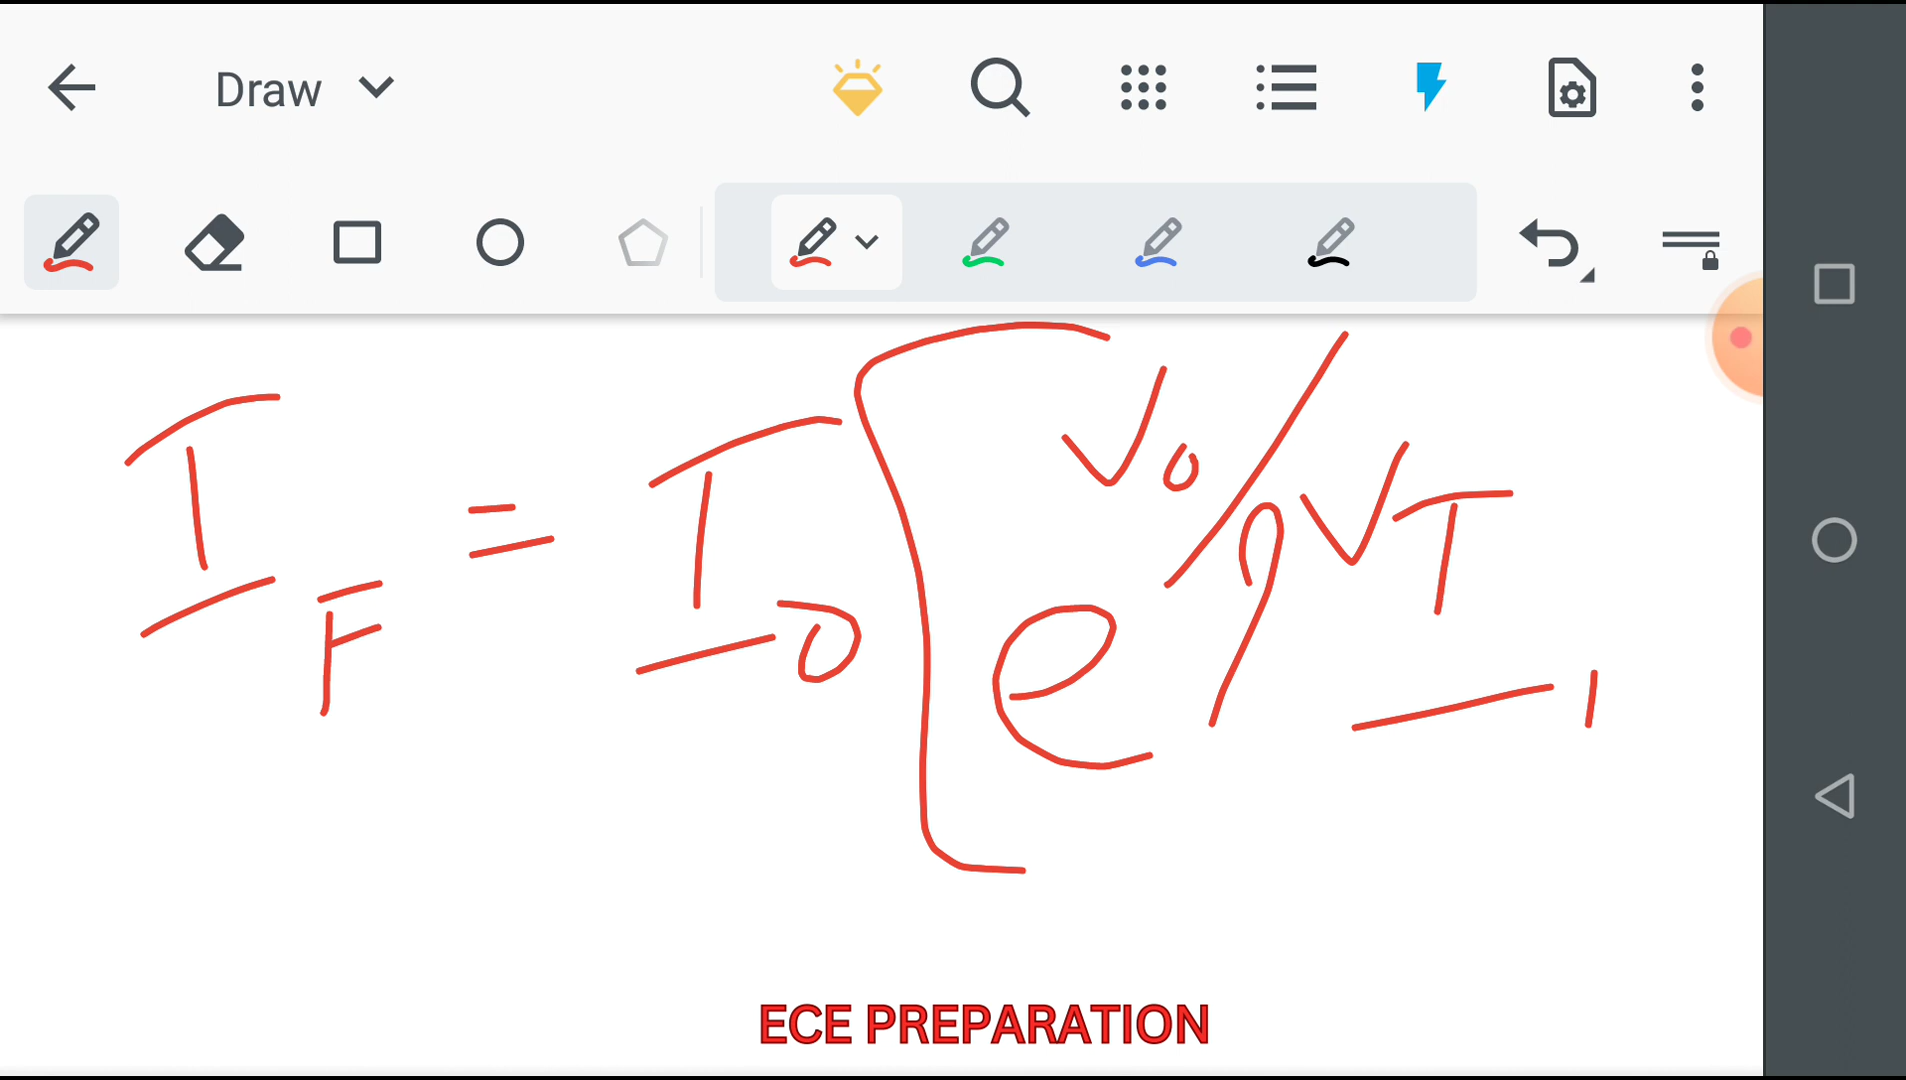 Draw
I_F = I_0 [ e^{V_0/ηV_T} - 1
ECE PREPARATION